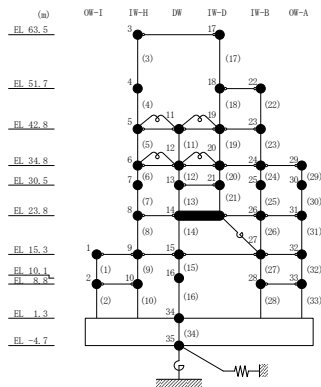 (m) OW-I IW-H DW IW-D IW-B OW-A
EL 63.5 3 17
(3) (17)
EL 51.7 4 18 22
(4) (18) (22)
EL 42.8 5 11 19 23
(5) (11) (19) (23)
EL 34.8 6 12 20 24 29
(6) (12) (20) (24) (29)
EL 30.5 7 13 21 25 30
(7) (13) (21) (25) (30)
EL 23.8 8 14 26 31
(8) (14) (26) (31)
27
EL 15.3 1 9 15 32
(1) (9) (15) (27) (32)
EL 10.1 16
EL 8.8 2 10 28 33
(2) (10) (16) (28) (33)
EL 1.3 34
(34)
EL -4.7 35